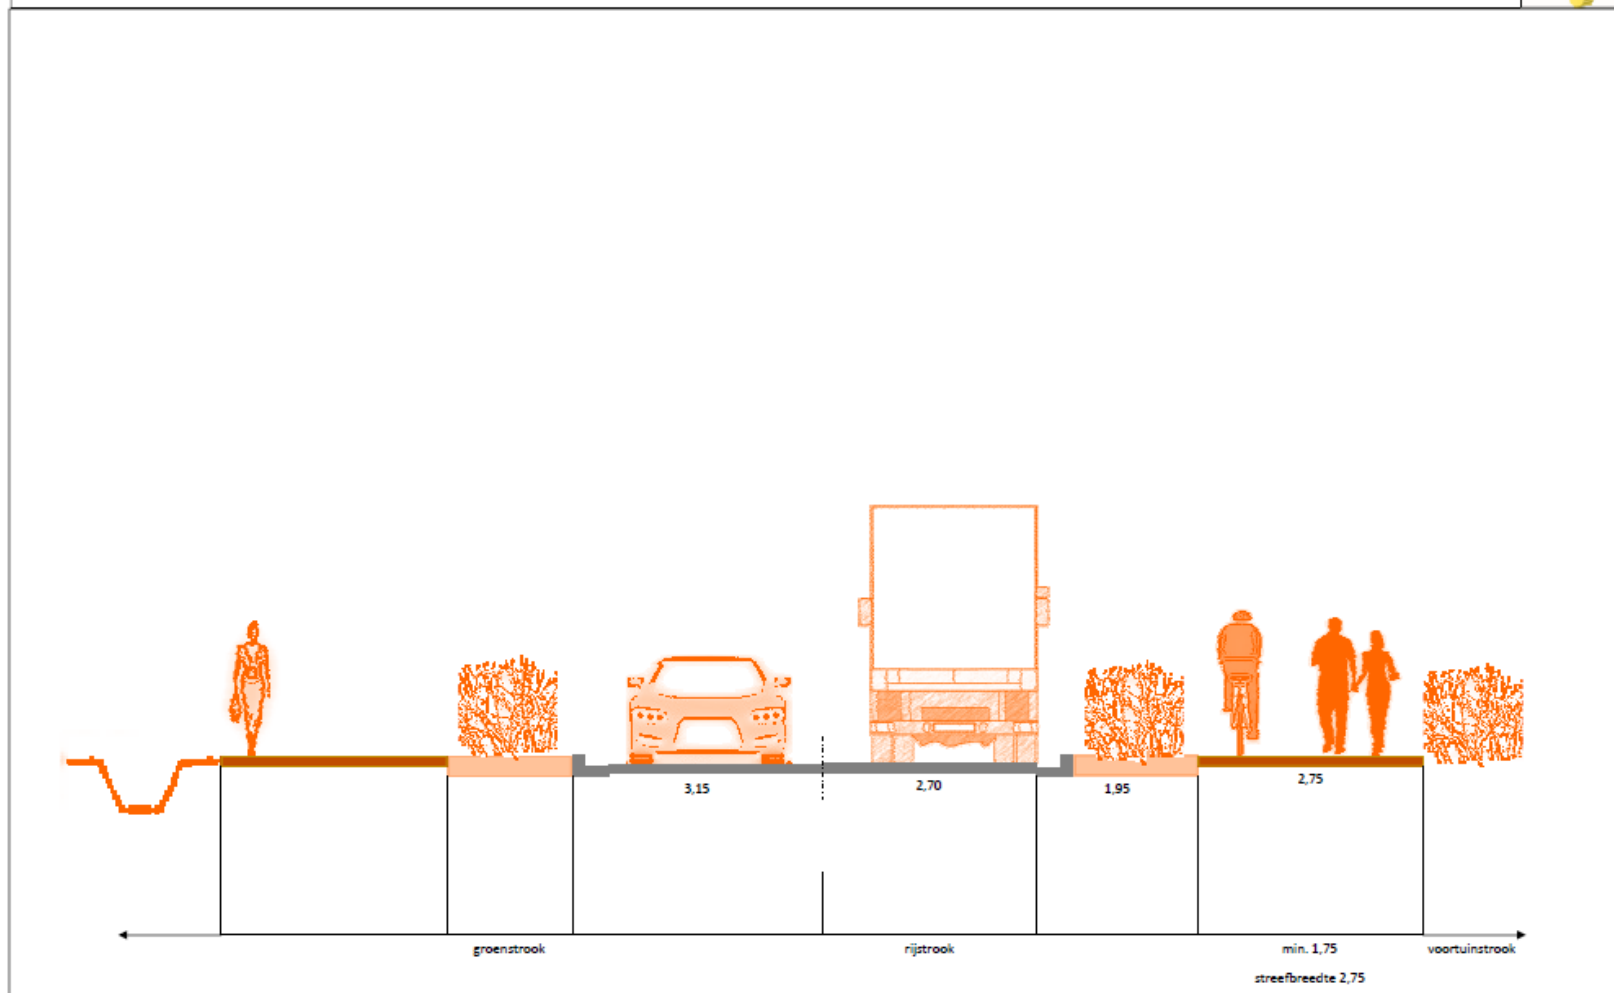 3,15
2,70
1,95
2,75
groenstrook
rijstrook
min. 1,75
voortuinstrook
streefbreedte 2,75